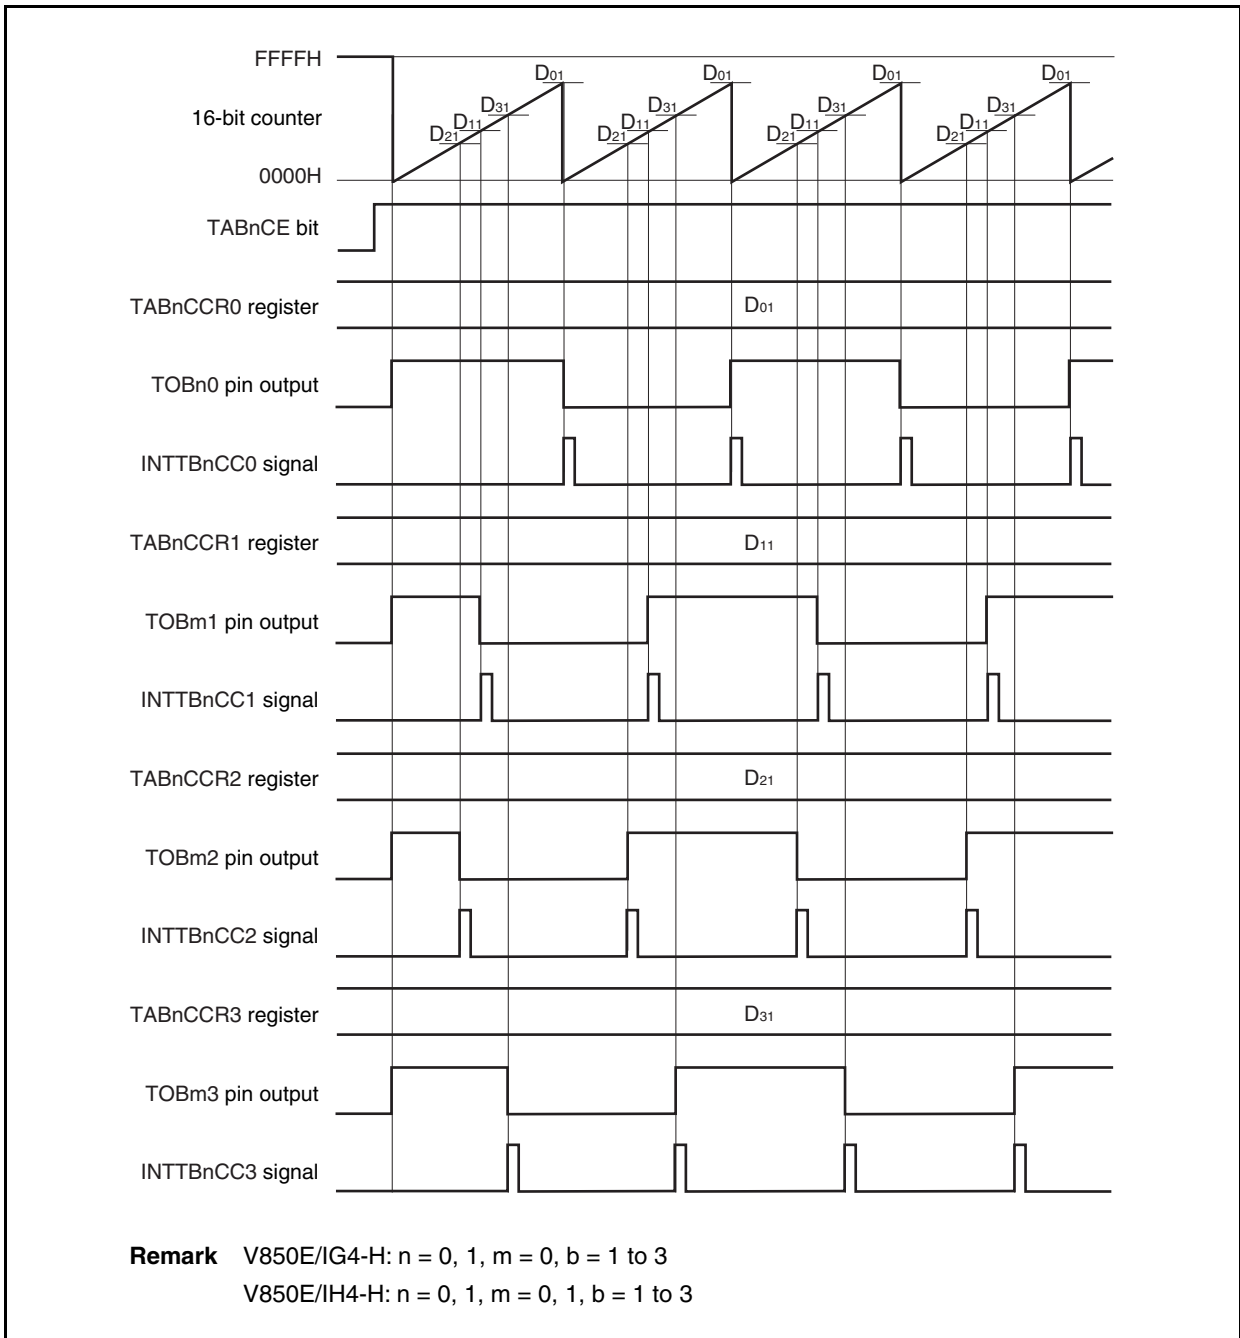 FFFFH
D01 D01 D01 D01
16-bit counter
D31 D31 D31 D31
D11 D11 D11 D11
D21 D21 D21 D21
0000H
TABnCE bit
TABnCCR0 register D01
TOBn0 pin output
INTTBnCC0 signal
TABnCCR1 register D11
TOBm1 pin output
INTTBnCC1 signal
TABnCCR2 register D21
TOBm2 pin output
INTTBnCC2 signal
TABnCCR3 register D31
TOBm3 pin output
INTTBnCC3 signal
Remark V850E/IG4-H: n = 0, 1, m = 0, b = 1 to 3
V850E/IH4-H: n = 0, 1, m = 0, 1, b = 1 to 3